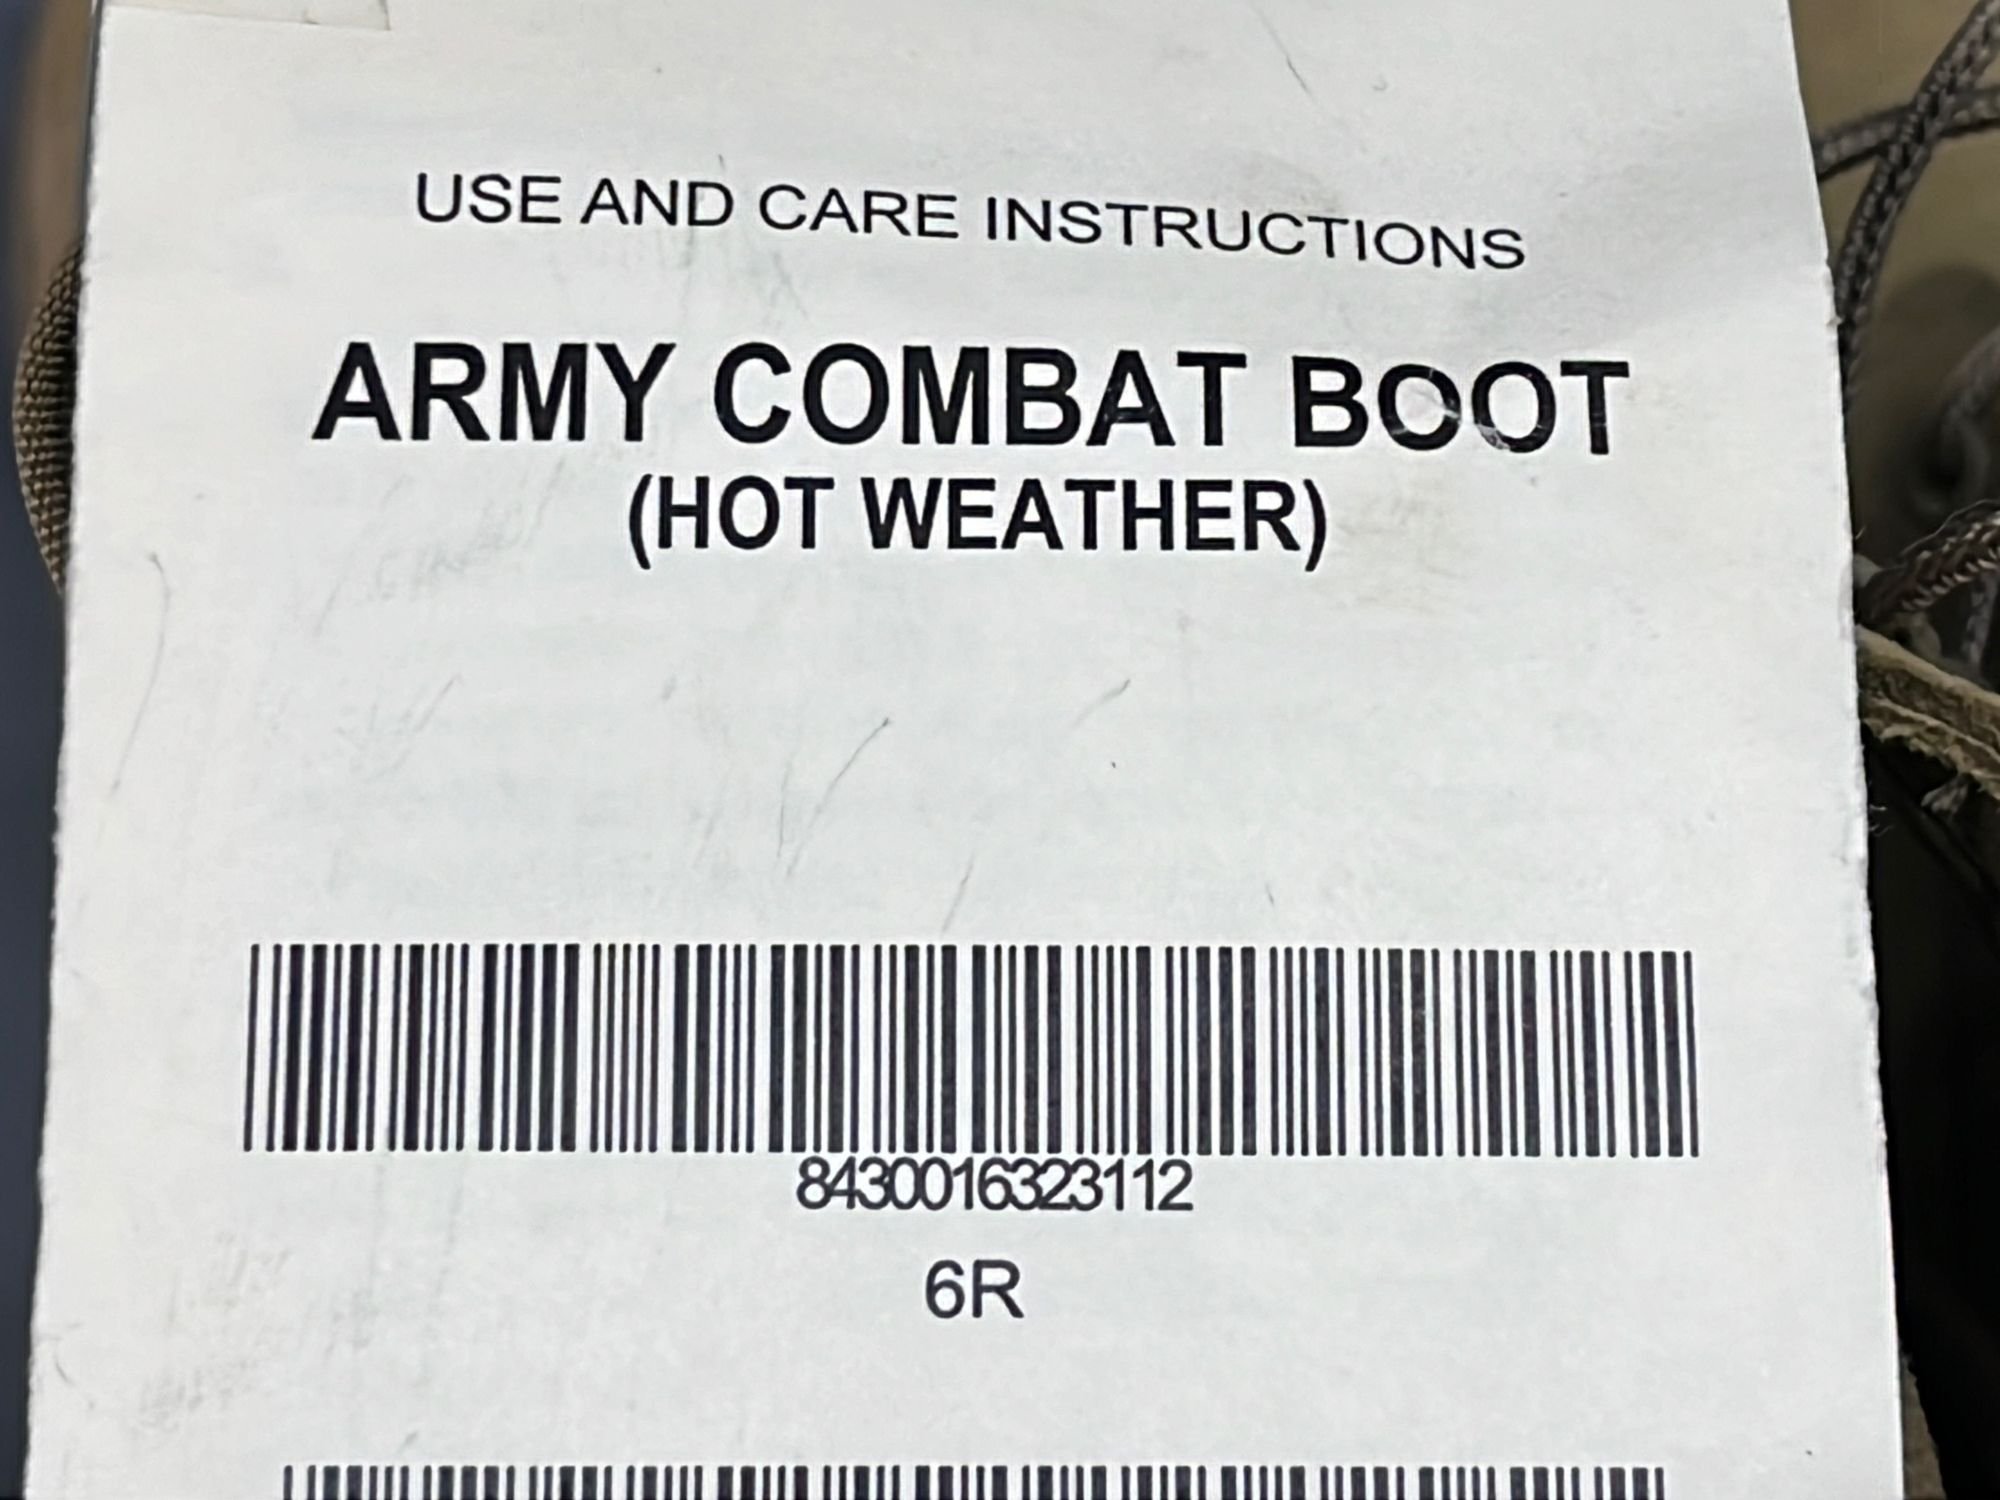 USE AND CARE INSTRUCTIONS
ARMY COMBAT BOOT
(HOT WEATHER)
8430016323112
6R